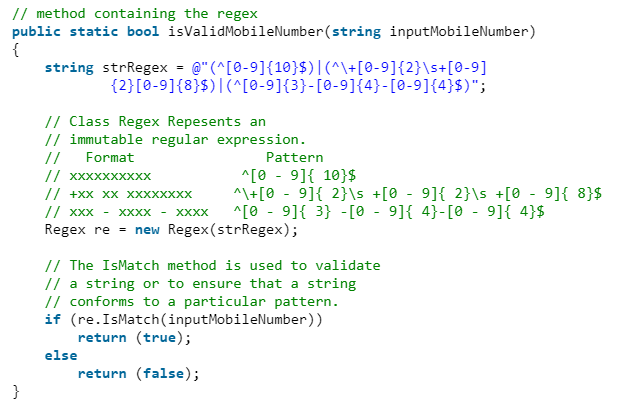 // method containing the regex
public static bool isValidMobileNumber(string inputMobileNumber)
{
    string strRegex = @"(^[0-9]{10}$)|(^\+[0-9]{2}\s+[0-9]
            {2}[0-9]{8}$)|(^[0-9]{3}-[0-9]{4}-[0-9]{4}$)";

    // Class Regex Repesents an
    // immutable regular expression.
    //   Format                Pattern
    // xxxxxxxxxx           ^[0 - 9]{ 10}$
    // +xx xx xxxxxxxx     ^\+[0 - 9]{ 2}\s +[0 - 9]{ 2}\s +[0 - 9]{ 8}$
    // xxx - xxxx - xxxx   ^[0 - 9]{ 3} -[0 - 9]{ 4}-[0 - 9]{ 4}$
    Regex re = new Regex(strRegex);

    // The IsMatch method is used to validate
    // a string or to ensure that a string
    // conforms to a particular pattern.
    if (re.IsMatch(inputMobileNumber))
        return (true);
    else
        return (false);
}